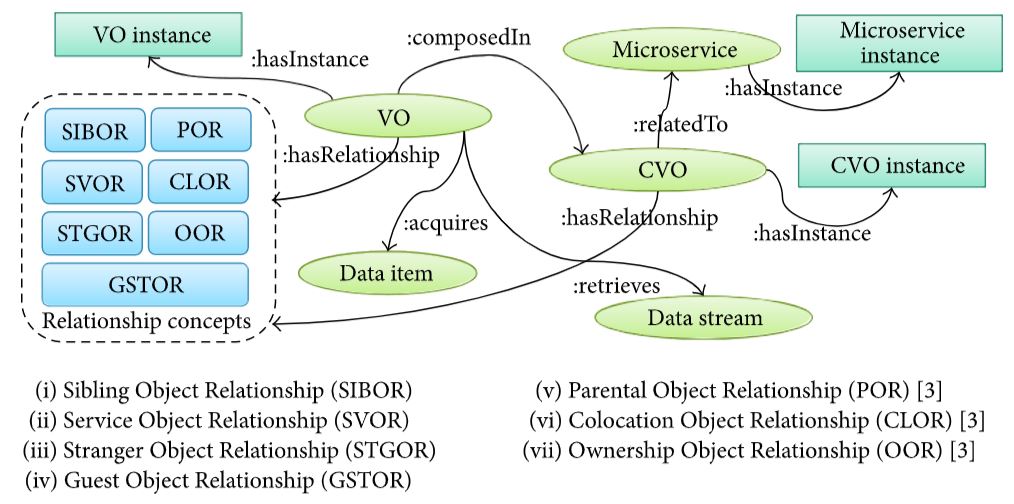 VO instance
:hasInstance
:composedIn
Microservice
Microservice
instance
:hasInstance
SIBOR
POR
VO
:relatedTo
:hasRelationship
SVOR
CLOR
CVO
CVO instance
STGOR
OOR
:acquires
:hasRelationship
:hasInstance
Data item
GSTOR
:retrieves
Relationship concepts
Data stream
(i) Sibling Object Relationship (SIBOR)
(ii) Service Object Relationship (SVOR)
(iii) Stranger Object Relationship (STGOR)
(iv) Guest Object Relationship (GSTOR)
(v) Parental Object Relationship (POR) [3]
(vi) Colocation Object Relationship (CLOR) [3]
(vii) Ownership Object Relationship (OOR) [3]